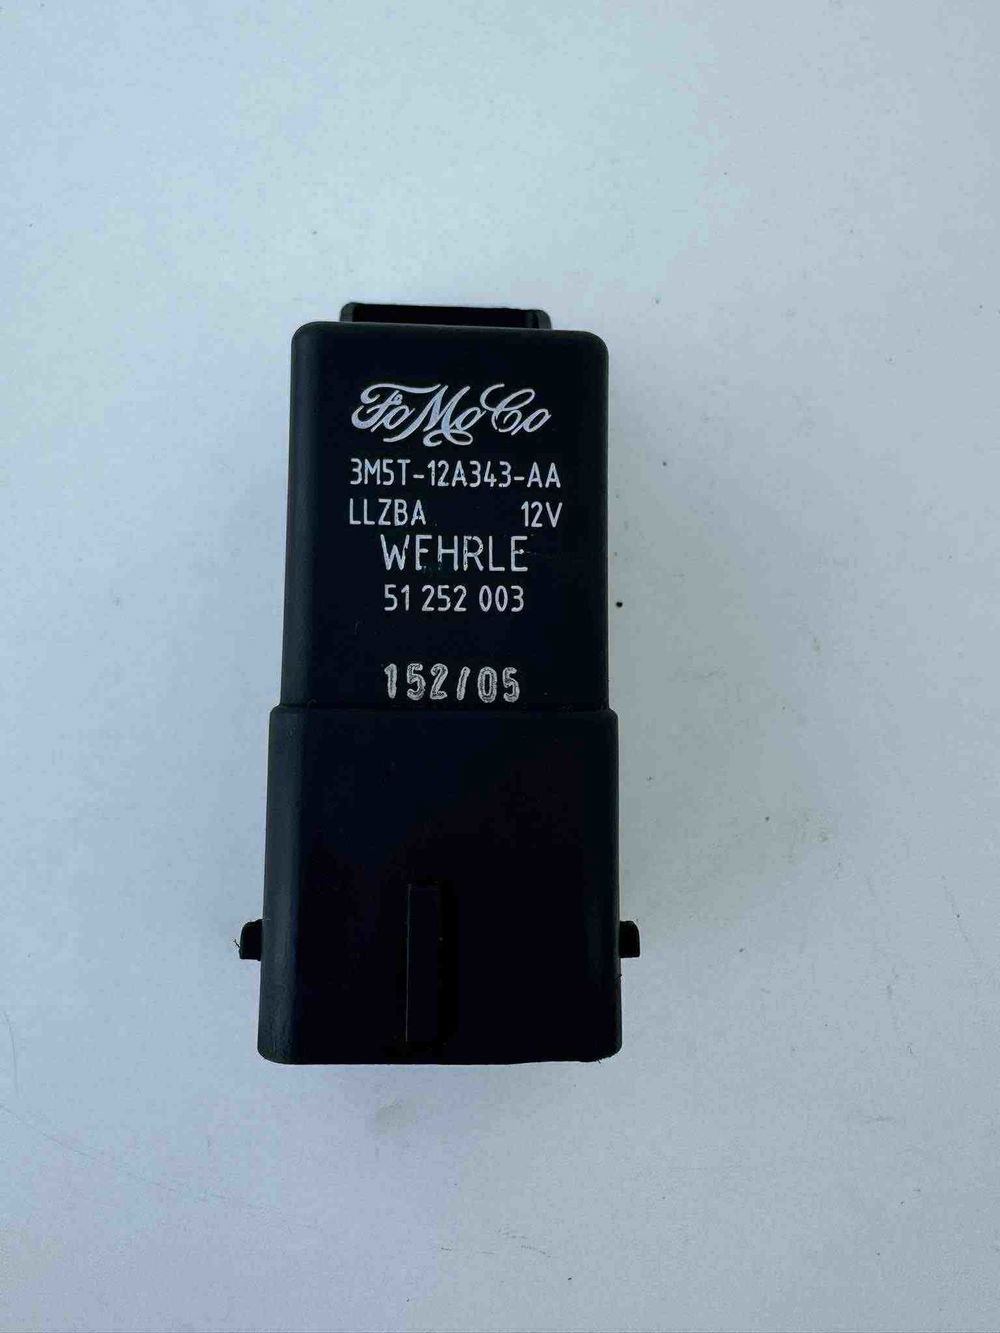 FoMoCo
3M5T-12A343-AA
LLZBA 12V
WEHRLE
51 252 003
152/05